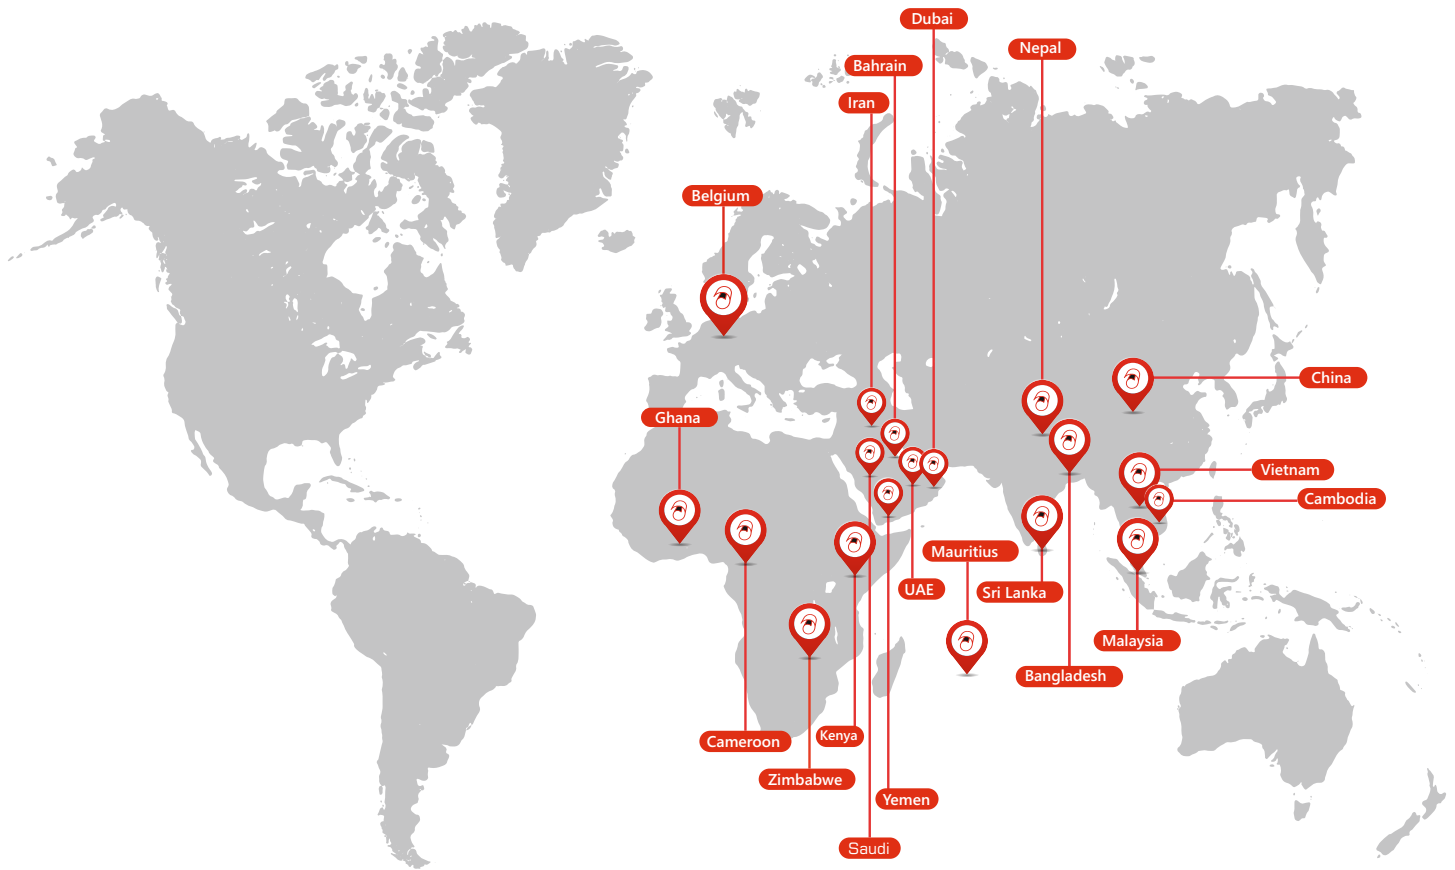 Dubai
Nepal
Bahrain
Iran
Belgium
China
Ghana
Vietnam
Cambodia
Mauritius
UAE
Sri Lanka
Malaysia
Bangladesh
Kenya
Cameroon
Zimbabwe
Yemen
Saudi